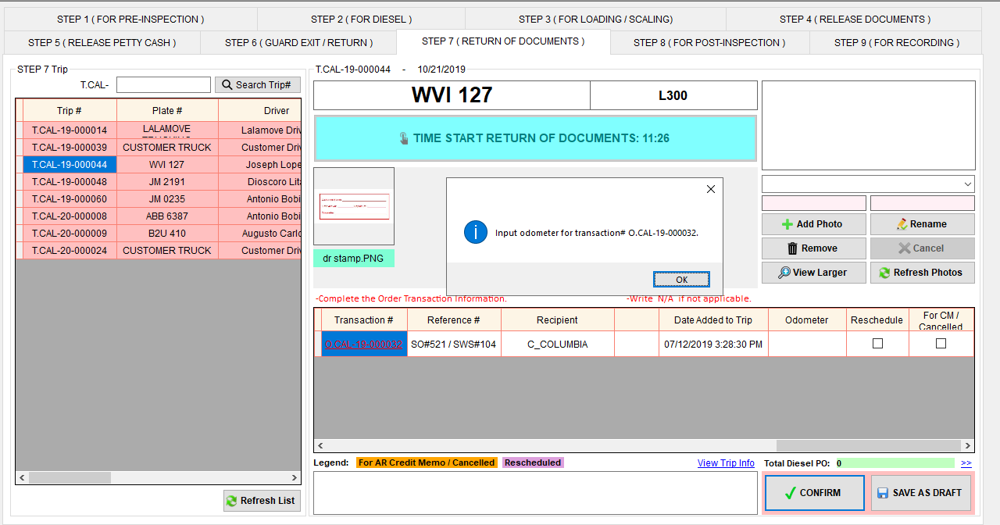 STEP 1 ( FOR PRE-INSPECTION )
STEP 2 ( FOR DIESEL )
STEP 3 ( FOR LOADING / SCALING)
STEP 4 ( RELEASE DOCUMENTS )
STEP 5 ( RELEASE PETTY CASH )
STEP 6 ( GUARD EXIT / RETURN )
STEP 7 ( RETURN OF DOCUMENTS )
STEP 8 ( FOR POST-INSPECTION )
STEP 9 ( FOR RECORDING )
STEP 7 Trip
T.CAL-
Search Trip#
Trip # Plate # Driver
T.CAL-19-000014 LALAMOVE Lalamove Driv
T.CAL-19-000039 CUSTOMER TRUCK Customer Driv
T.CAL-19-000044 WVI 127 Joseph Lope
T.CAL-19-000048 JM 2191 Dioscoro Lita
T.CAL-19-000060 JM 0235 Antonio Bobi
T.CAL-20-000008 ABB 6387 Antonio Bobi
T.CAL-20-000009 B2U 410 Augusto Carlo
T.CAL-20-000024 CUSTOMER TRUCK Customer Driv
Refresh List
T.CAL-19-000044 - 10/21/2019
WVI 127
L300
TIME START RETURN OF DOCUMENTS: 11:26
dr stamp.PNG
Input odometer for transaction# O.CAL-19-000032.
OK
Add Photo
Rename
Remove
Cancel
View Larger
Refresh Photos
-Complete the Order Transaction Information.
-Write N/A if not applicable.
Transaction # Reference # Recipient Date Added to Trip Odometer Reschedule For CM / Cancelled
O.CAL-19-000032 SO#521 / SWS#104 C_COLUMBIA 07/12/2019 3:28:30 PM
Legend: For AR Credit Memo / Cancelled Rescheduled
View Trip Info
Total Diesel PO: 0
>>
CONFIRM
SAVE AS DRAFT